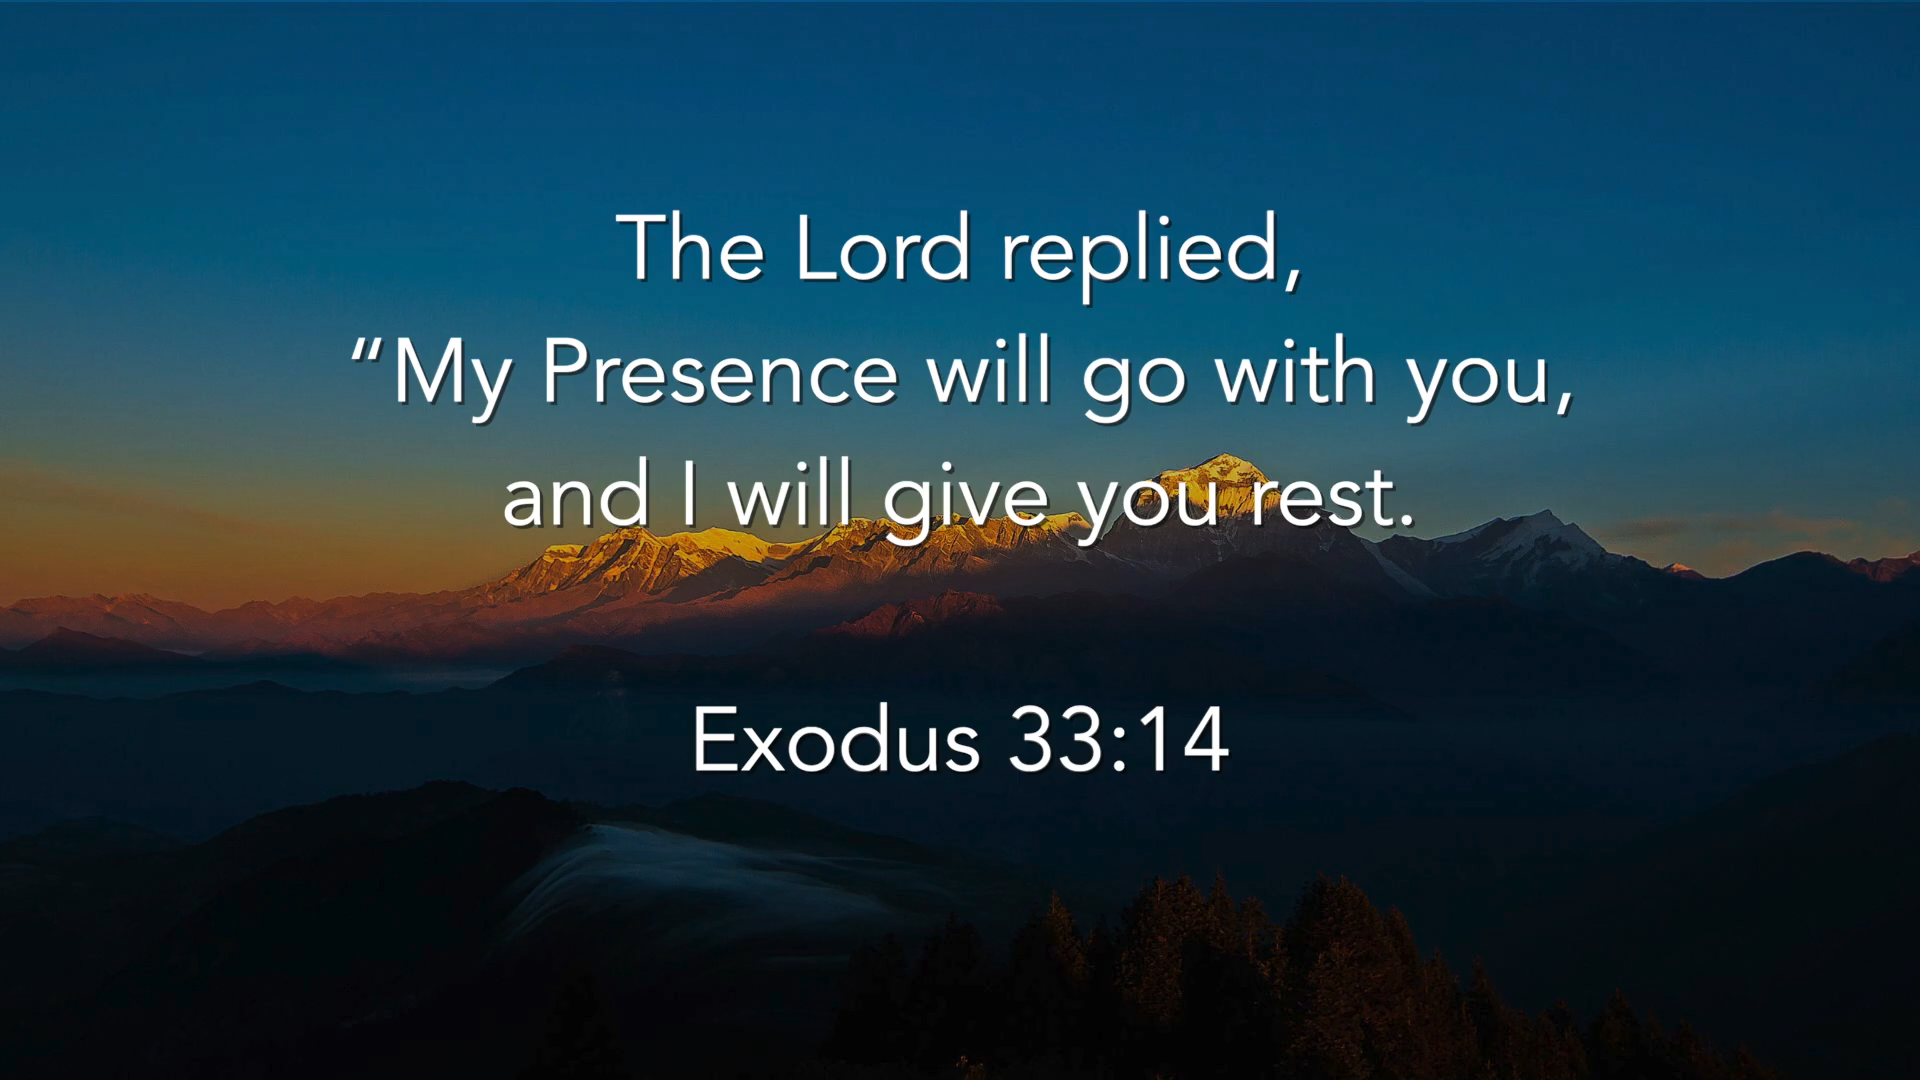 The Lord replied,
“My Presence will go with you,
and I will give you rest.
Exodus 33:14